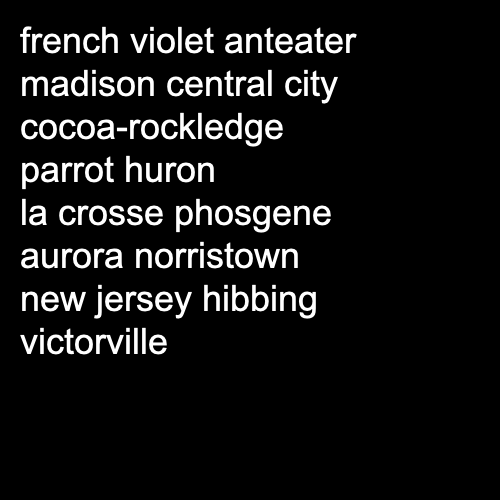 french violet anteater
madison central city
cocoa-rockledge
parrot huron
la crosse phosgene
aurora norristown
new jersey hibbing
victorville